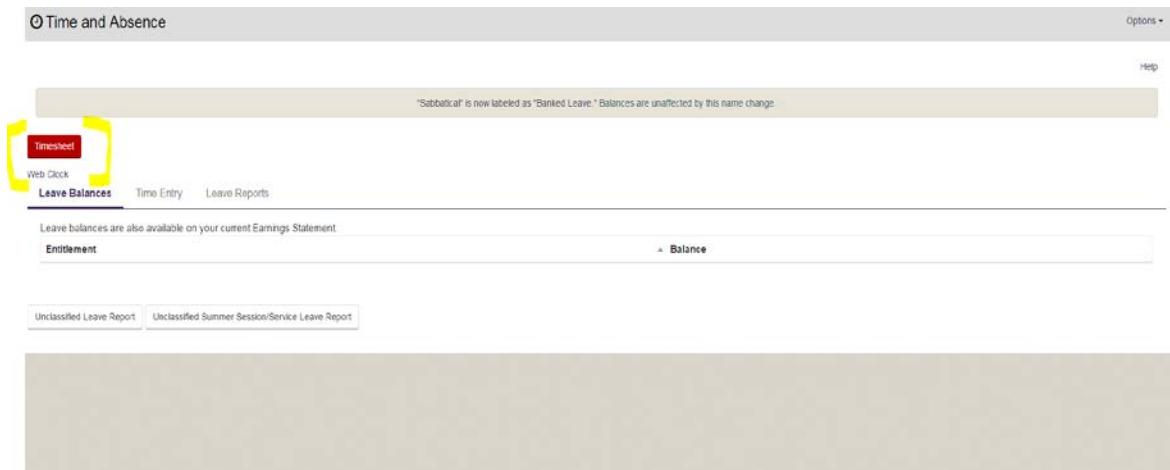 Time and Absence
Options
Help
"Sabbatical" is now labeled as "Banked Leave." Balances are unaffected by this name change.
Timesheet
Web Clock
Leave Balances Time Entry Leave Reports
Leave balances are also available on your current Earnings Statement
Entitlement Balance
Unclassified Leave Report Unclassified Summer Session/Service Leave Report